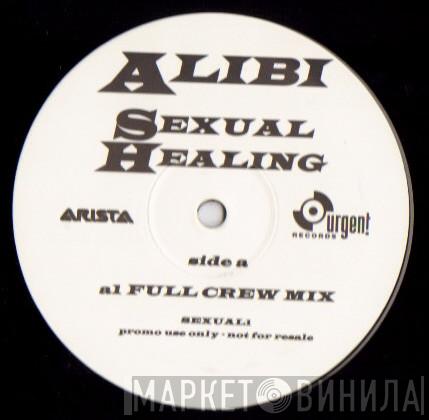 ALIBI
SEXUAL
HEALING
ARISTA
urgent!
RECORDS
side a
a1 FULL CREW MIX
SEXUAL1
promo use only - not for resale
МАРКЕТ ВИНИЛА